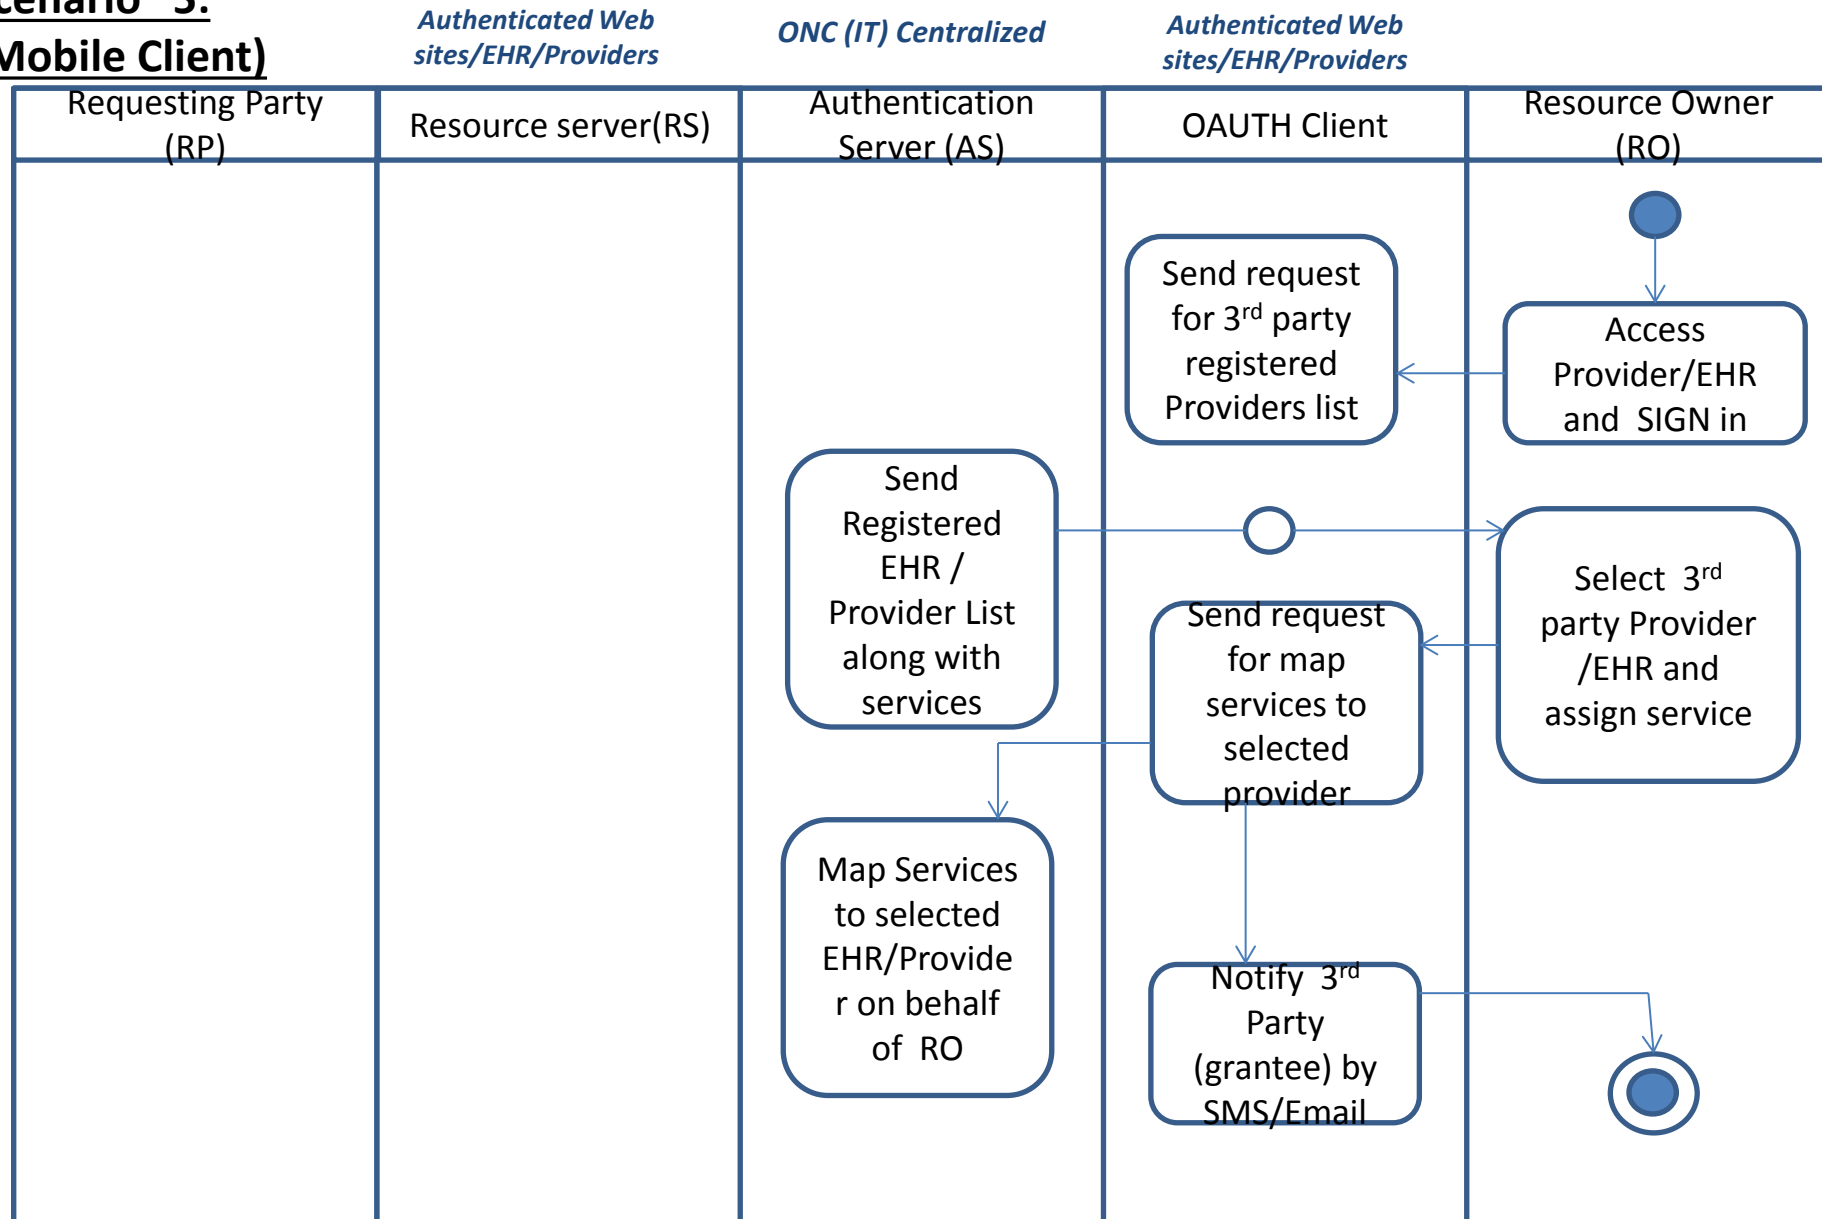 cenario 3:
Mobile Client)
Authenticated Web
sites/EHR/Providers
ONC (IT) Centralized
Authenticated Web
sites/EHR/Providers
Requesting Party
(RP)
Resource server(RS)
Authentication
Server (AS)
OAUTH Client
Resource Owner
(RO)
Send request
for 3rd party
registered
Providers list
Access
Provider/EHR
and SIGN in
Send
Registered
EHR /
Provider List
along with
services
Select 3rd
party Provider
/EHR and
assign service
Send request
for map
services to
selected
provider
Map Services
to selected
EHR/Provide
r on behalf
of RO
Notify 3rd
Party
(grantee) by
SMS/Email